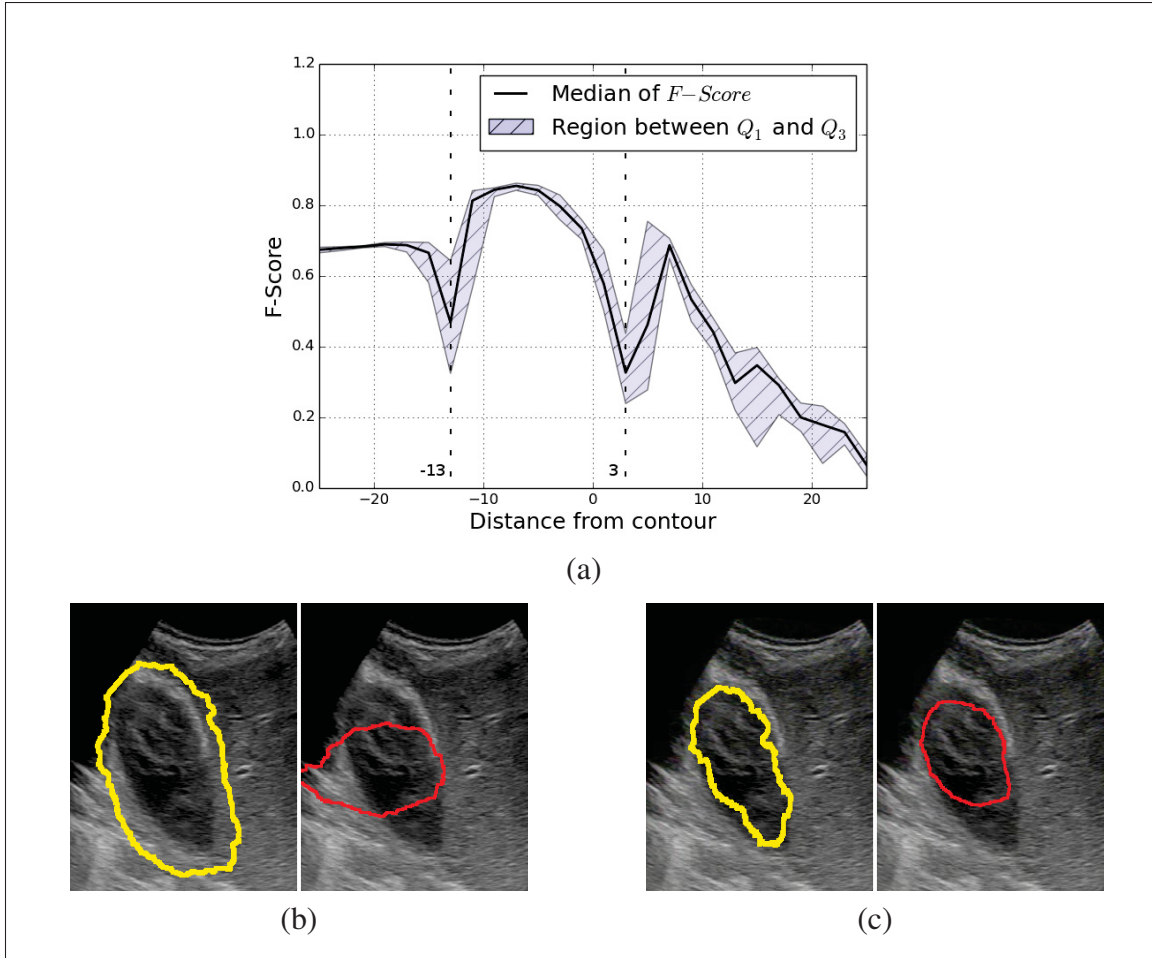 1.2
1.0
0.8
0.6
0.4
0.2
0.0
F-Score
Median of F−Score
Region between Q1 and Q3
-13
3
−20
−10
0
10
20
Distance from contour
(a)
(b)
(c)